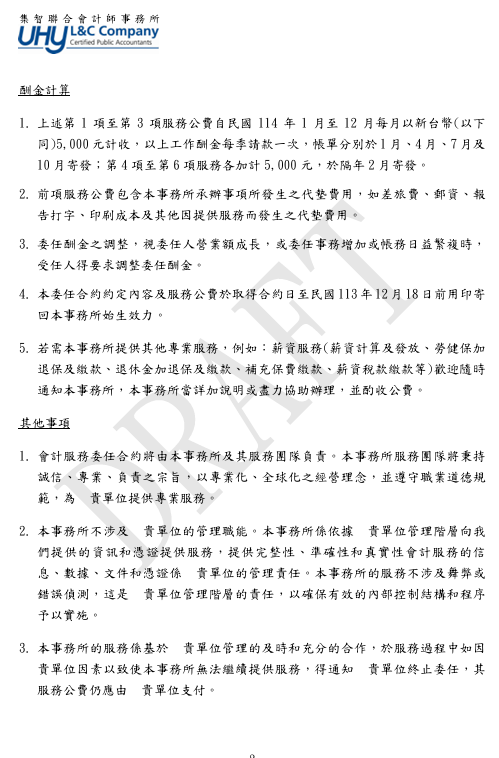 集智聯合會計師事務所
UHY L&C Company
Certified Public Accountants
酬金計算
1. 上述第 1 項至第 3 項服務公費自民國 114 年 1 月至 12 月每月以新台幣(以下
同)5,000 元計收，以上工作酬金每季請款一次，帳單分別於 1 月、4 月、7 月及
10 月寄發；第 4 項至第 6 項服務各加計 5,000 元，於隔年 2 月寄發。
2. 前項服務公費包含本事務所承辦事項所發生之代墊費用，如差旅費、郵資、報
告打字、印刷成本及其他因提供服務而發生之代墊費用。
3. 委任酬金之調整，視委任人營業額成長，或委任事務增加或帳務日益繁複時，
受任人得要求調整委任酬金。
4. 本委任合約約定內容及服務公費於取得合約日至民國 113 年 12 月 18 日前用印寄
回本事務所始生效力。
5. 若需本事務所提供其他專業服務，例如：薪資服務(薪資計算及發放、勞健保加
退保及繳款、退休金加退保及繳款、補充保費繳款、薪資稅款繳款等)歡迎隨時
通知本事務所，本事務所當詳加說明或盡力協助辦理，並酌收公費。
其他事項
1. 會計服務委任合約將由本事務所及其服務團隊負責。本事務所服務團隊將秉持
誠信、專業、負責之宗旨，以專業化、全球化之經營理念，並遵守職業道德規
範，為　貴單位提供專業服務。
2. 本事務所不涉及　貴單位的管理職能。本事務所係依據　貴單位管理階層向我
們提供的資訊和憑證提供服務，提供完整性、準確性和真實性會計服務的信
息、數據、文件和憑證係　貴單位的管理責任。本事務所的服務不涉及舞弊或
錯誤偵測，這是　貴單位管理階層的責任，以確保有效的內部控制結構和程序
予以實施。
3. 本事務所的服務係基於　貴單位管理的及時和充分的合作，於服務過程中如因
貴單位因素以致使本事務所無法繼續提供服務，得通知　貴單位終止委任，其
服務公費仍應由　貴單位支付。
DRAFT